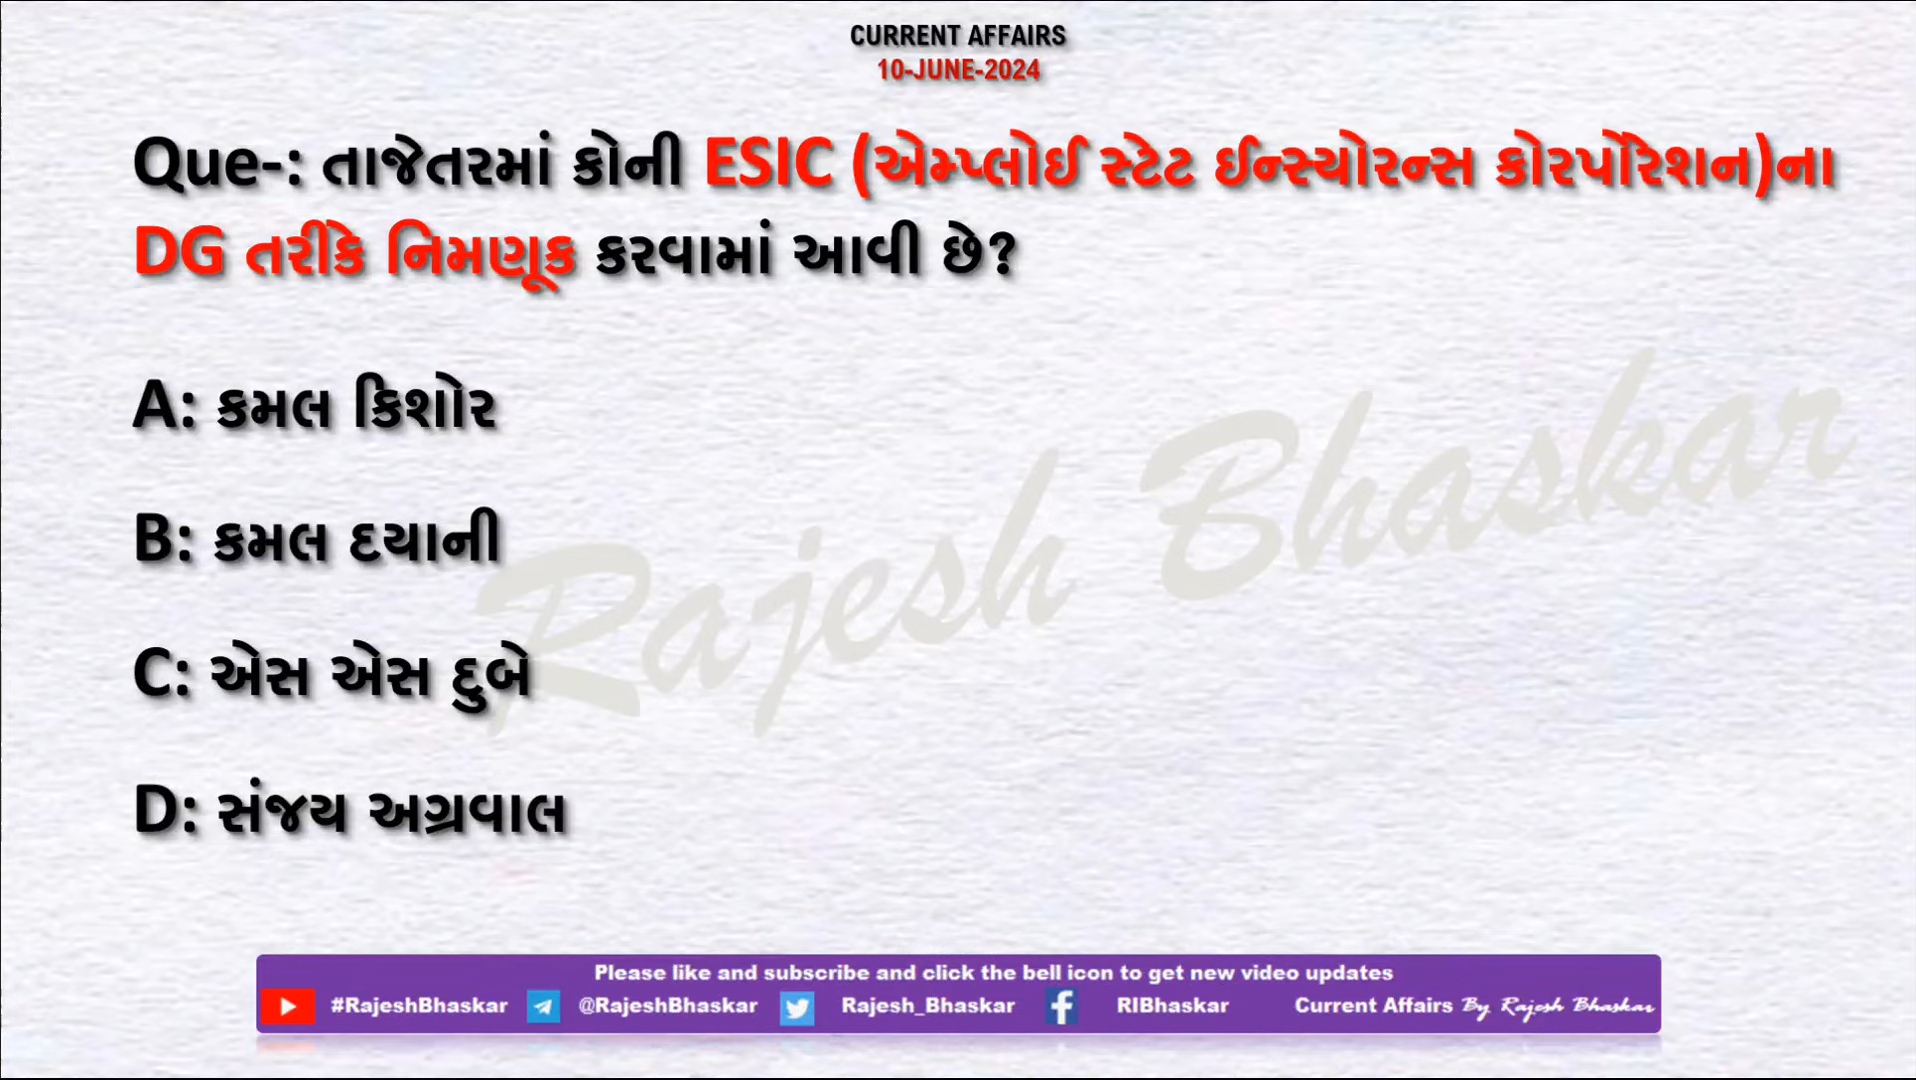 CURRENT AFFAIRS
10-JUNE-2024
Que-: તાજેતરમાં કોની ESIC (એમ્પ્લોઈ સ્ટેટ ઈન્સ્યોરન્સ કોરપોરેશન)ના
DG તરીકે નિમણૂક કરવામાં આવી છે?
A: કમલ કિશોર
B: કમલ દયાની
C: એસ એસ દુબે
D: સંજય અગ્રવાલ
Rajesh Bhaskar
Please like and subscribe and click the bell icon to get new video updates
#RajeshBhaskar @RajeshBhaskar Rajesh_Bhaskar RIBhaskar Current Affairs By Rajesh Bhaskar